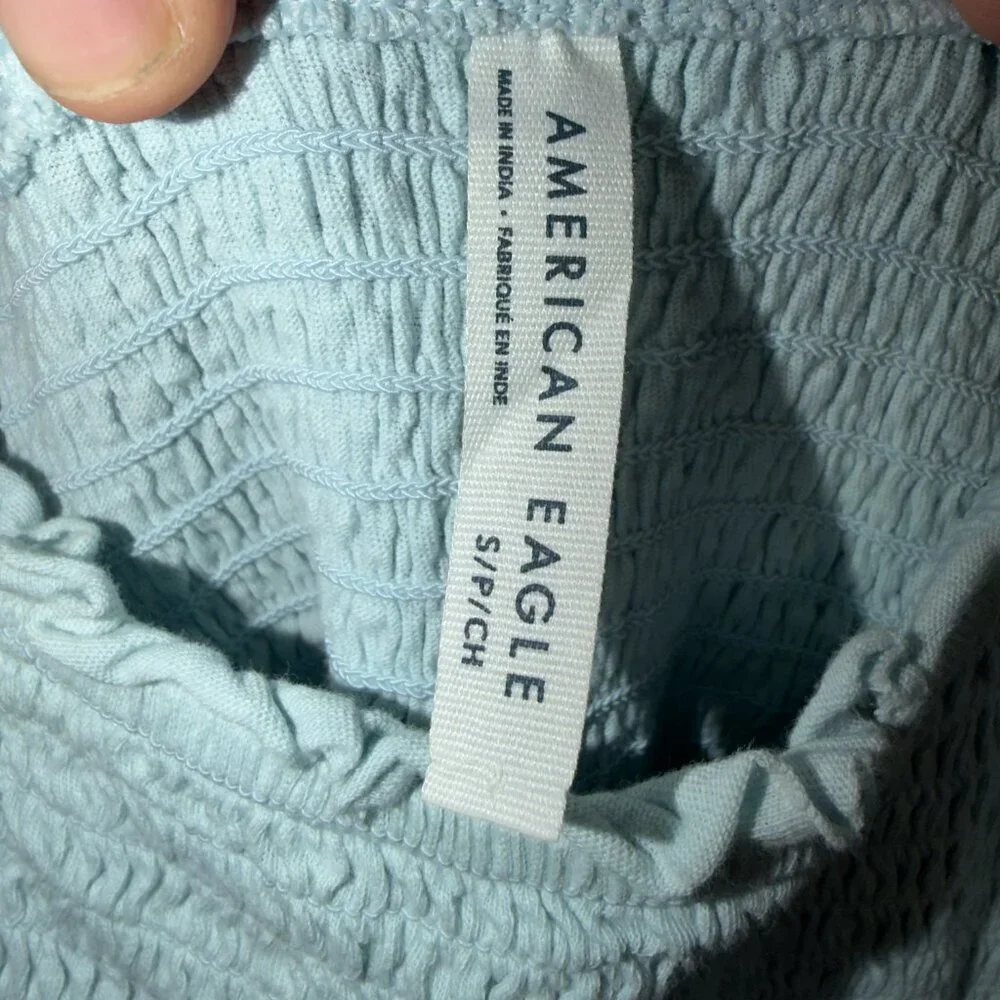 AMERICAN EAGLE
S/P/CH
MADE IN INDIA • FABRIQUÉ EN INDE